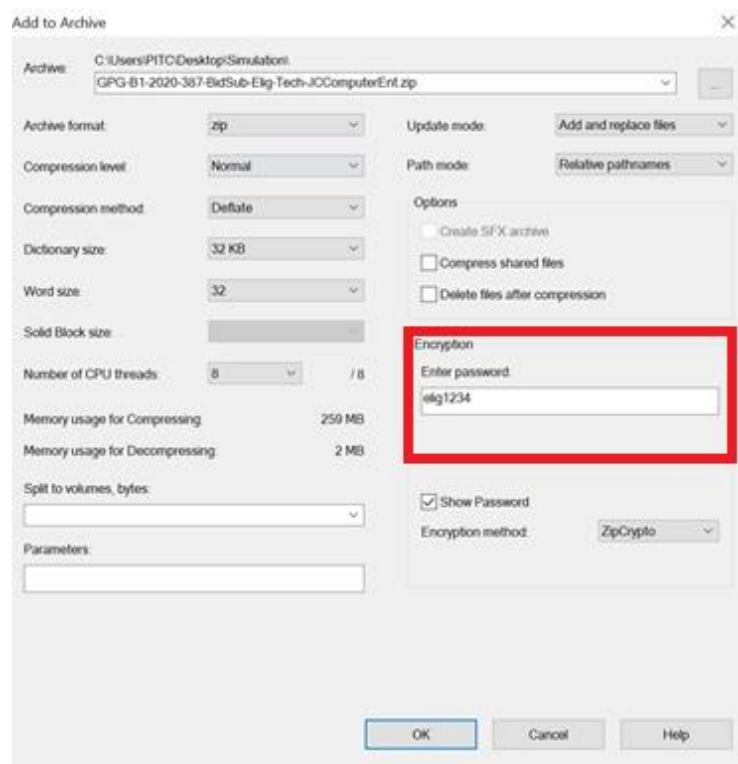 Add to Archive
Archive: C:\Users\PITC\Desktop\Simulation\
GPG-B1-2020-387-BidSub-Elig-Tech-JCComputerEnt.zip
...
Archive format: zip
Update mode: Add and replace files
Compression level: Normal
Path mode: Relative pathnames
Compression method: Deflate
Options
Create SFX archive
Dictionary size: 32 KB
Compress shared files
Word size: 32
Delete files after compression
Solid Block size:
Encryption
Number of CPU threads: 8 / 8
Enter password:
elig1234
Memory usage for Compressing: 259 MB
Memory usage for Decompressing: 2 MB
Split to volumes, bytes:
Show Password
Encryption method: ZipCrypto
Parameters:
OK Cancel Help